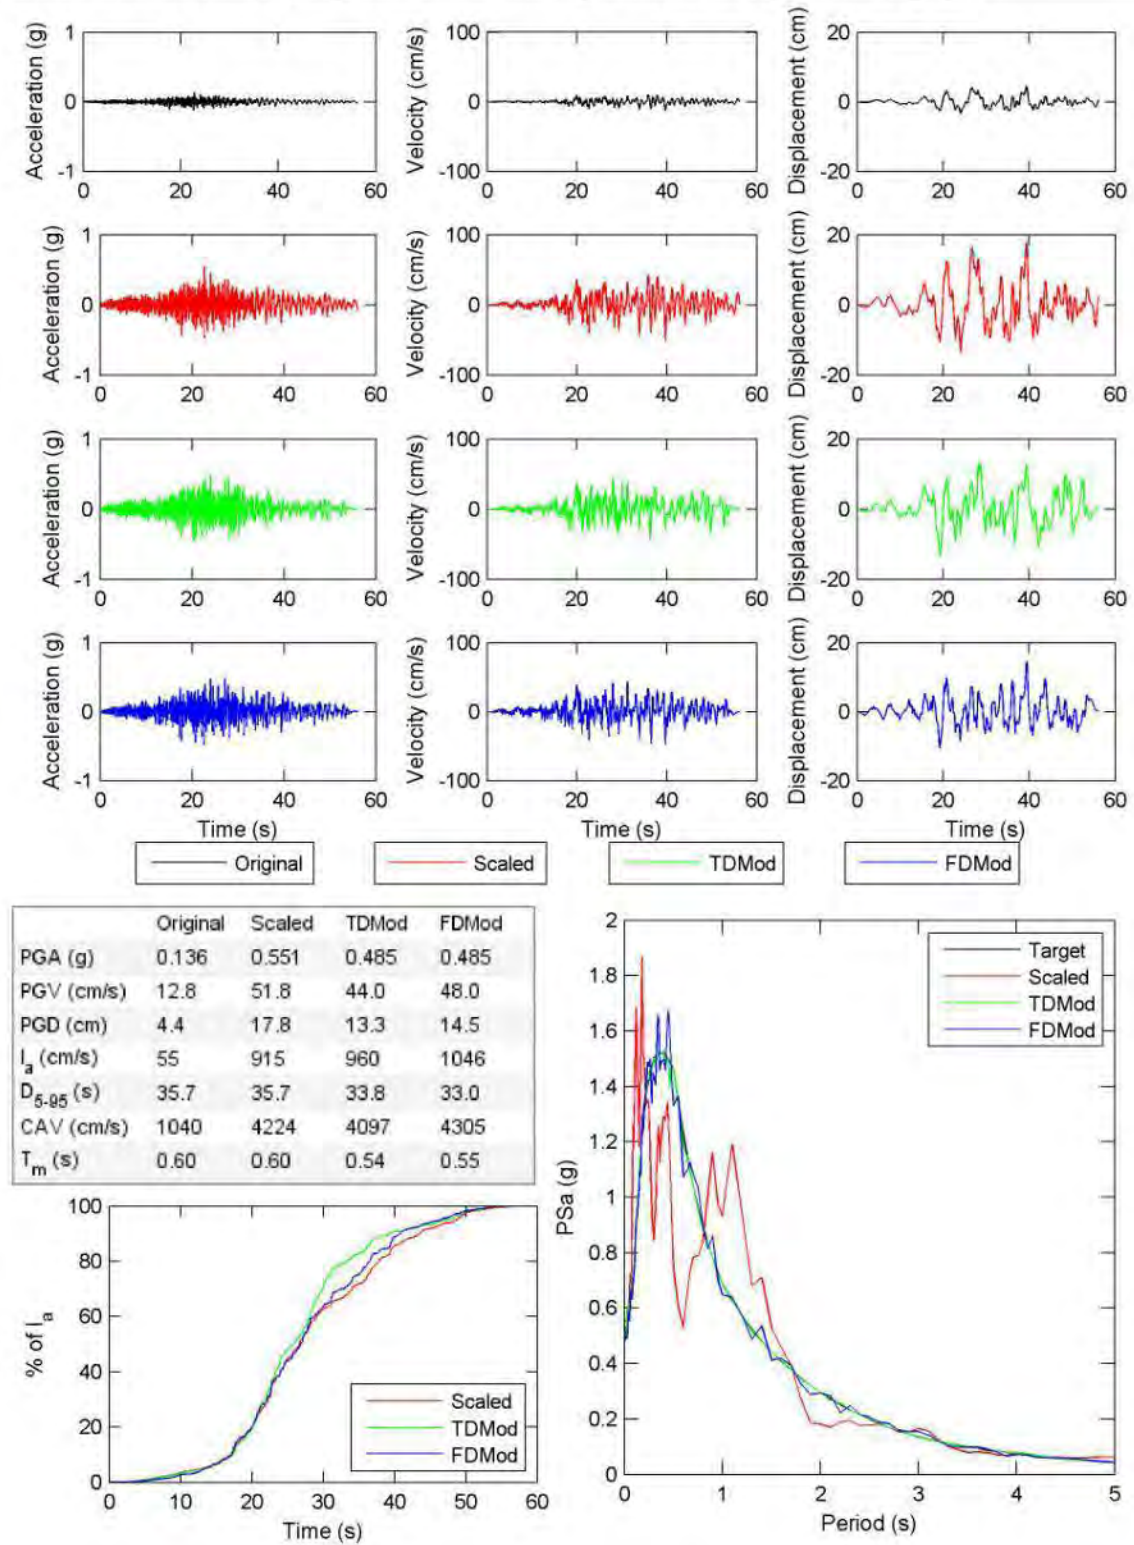 Acceleration (g)
1
0
-1
0 20 40 60
Velocity (cm/s)
100
0
-100
0 20 40 60
Displacement (cm)
20
0
-20
0 20 40 60
Acceleration (g)
1
0
-1
0 20 40 60
Velocity (cm/s)
100
0
-100
0 20 40 60
Displacement (cm)
20
0
-20
0 20 40 60
Acceleration (g)
1
0
-1
0 20 40 60
Velocity (cm/s)
100
0
-100
0 20 40 60
Displacement (cm)
20
0
-20
0 20 40 60
Acceleration (g)
1
0
-1
0 20 40 60
Time (s)
Velocity (cm/s)
100
0
-100
0 20 40 60
Time (s)
Displacement (cm)
20
0
-20
0 20 40 60
Time (s)
Original Scaled TDMod FDMod
Original Scaled TDMod FDMod
PGA (g) 0.136 0.551 0.485 0.485
PGV (cm/s) 12.8 51.8 44.0 48.0
PGD (cm) 4.4 17.8 13.3 14.5
I_a (cm/s) 55 915 960 1046
D_5-95 (s) 35.7 35.7 33.8 33.0
CAV (cm/s) 1040 4224 4097 4305
T_m (s) 0.60 0.60 0.54 0.55
% of I_a
100
80
60
40
20
0
0 10 20 30 40 50 60
Time (s)
Scaled
TDMod
FDMod
PSa (g)
2
1.8
1.6
1.4
1.2
1
0.8
0.6
0.4
0.2
0
0 1 2 3 4 5
Period (s)
Target
Scaled
TDMod
FDMod